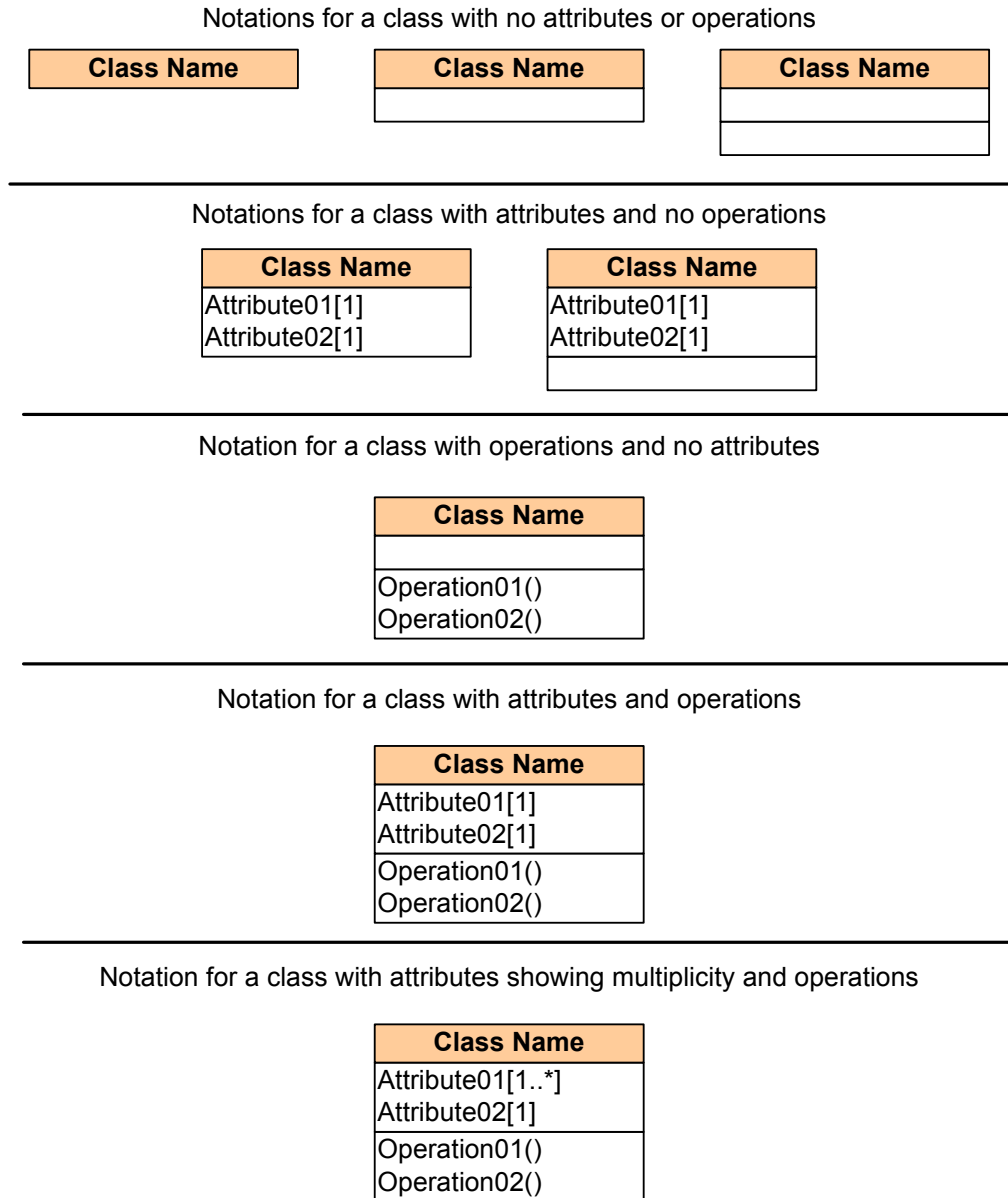 Notations for a class with no attributes or operations
Class Name
Class Name
Class Name
Notations for a class with attributes and no operations
Class Name
Attribute01[1]
Attribute02[1]
Class Name
Attribute01[1]
Attribute02[1]
Notation for a class with operations and no attributes
Class Name
Operation01()
Operation02()
Notation for a class with attributes and operations
Class Name
Attribute01[1]
Attribute02[1]
Operation01()
Operation02()
Notation for a class with attributes showing multiplicity and operations
Class Name
Attribute01[1..*]
Attribute02[1]
Operation01()
Operation02()